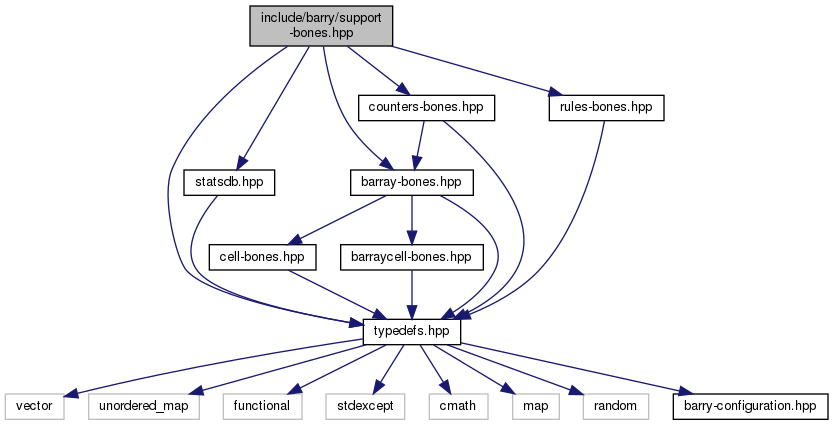 include/barry/support
-bones.hpp
counters-bones.hpp
rules-bones.hpp
statsdb.hpp
barray-bones.hpp
cell-bones.hpp
barraycell-bones.hpp
typedefs.hpp
vector
unordered_map
functional
stdexcept
cmath
map
random
barry-configuration.hpp